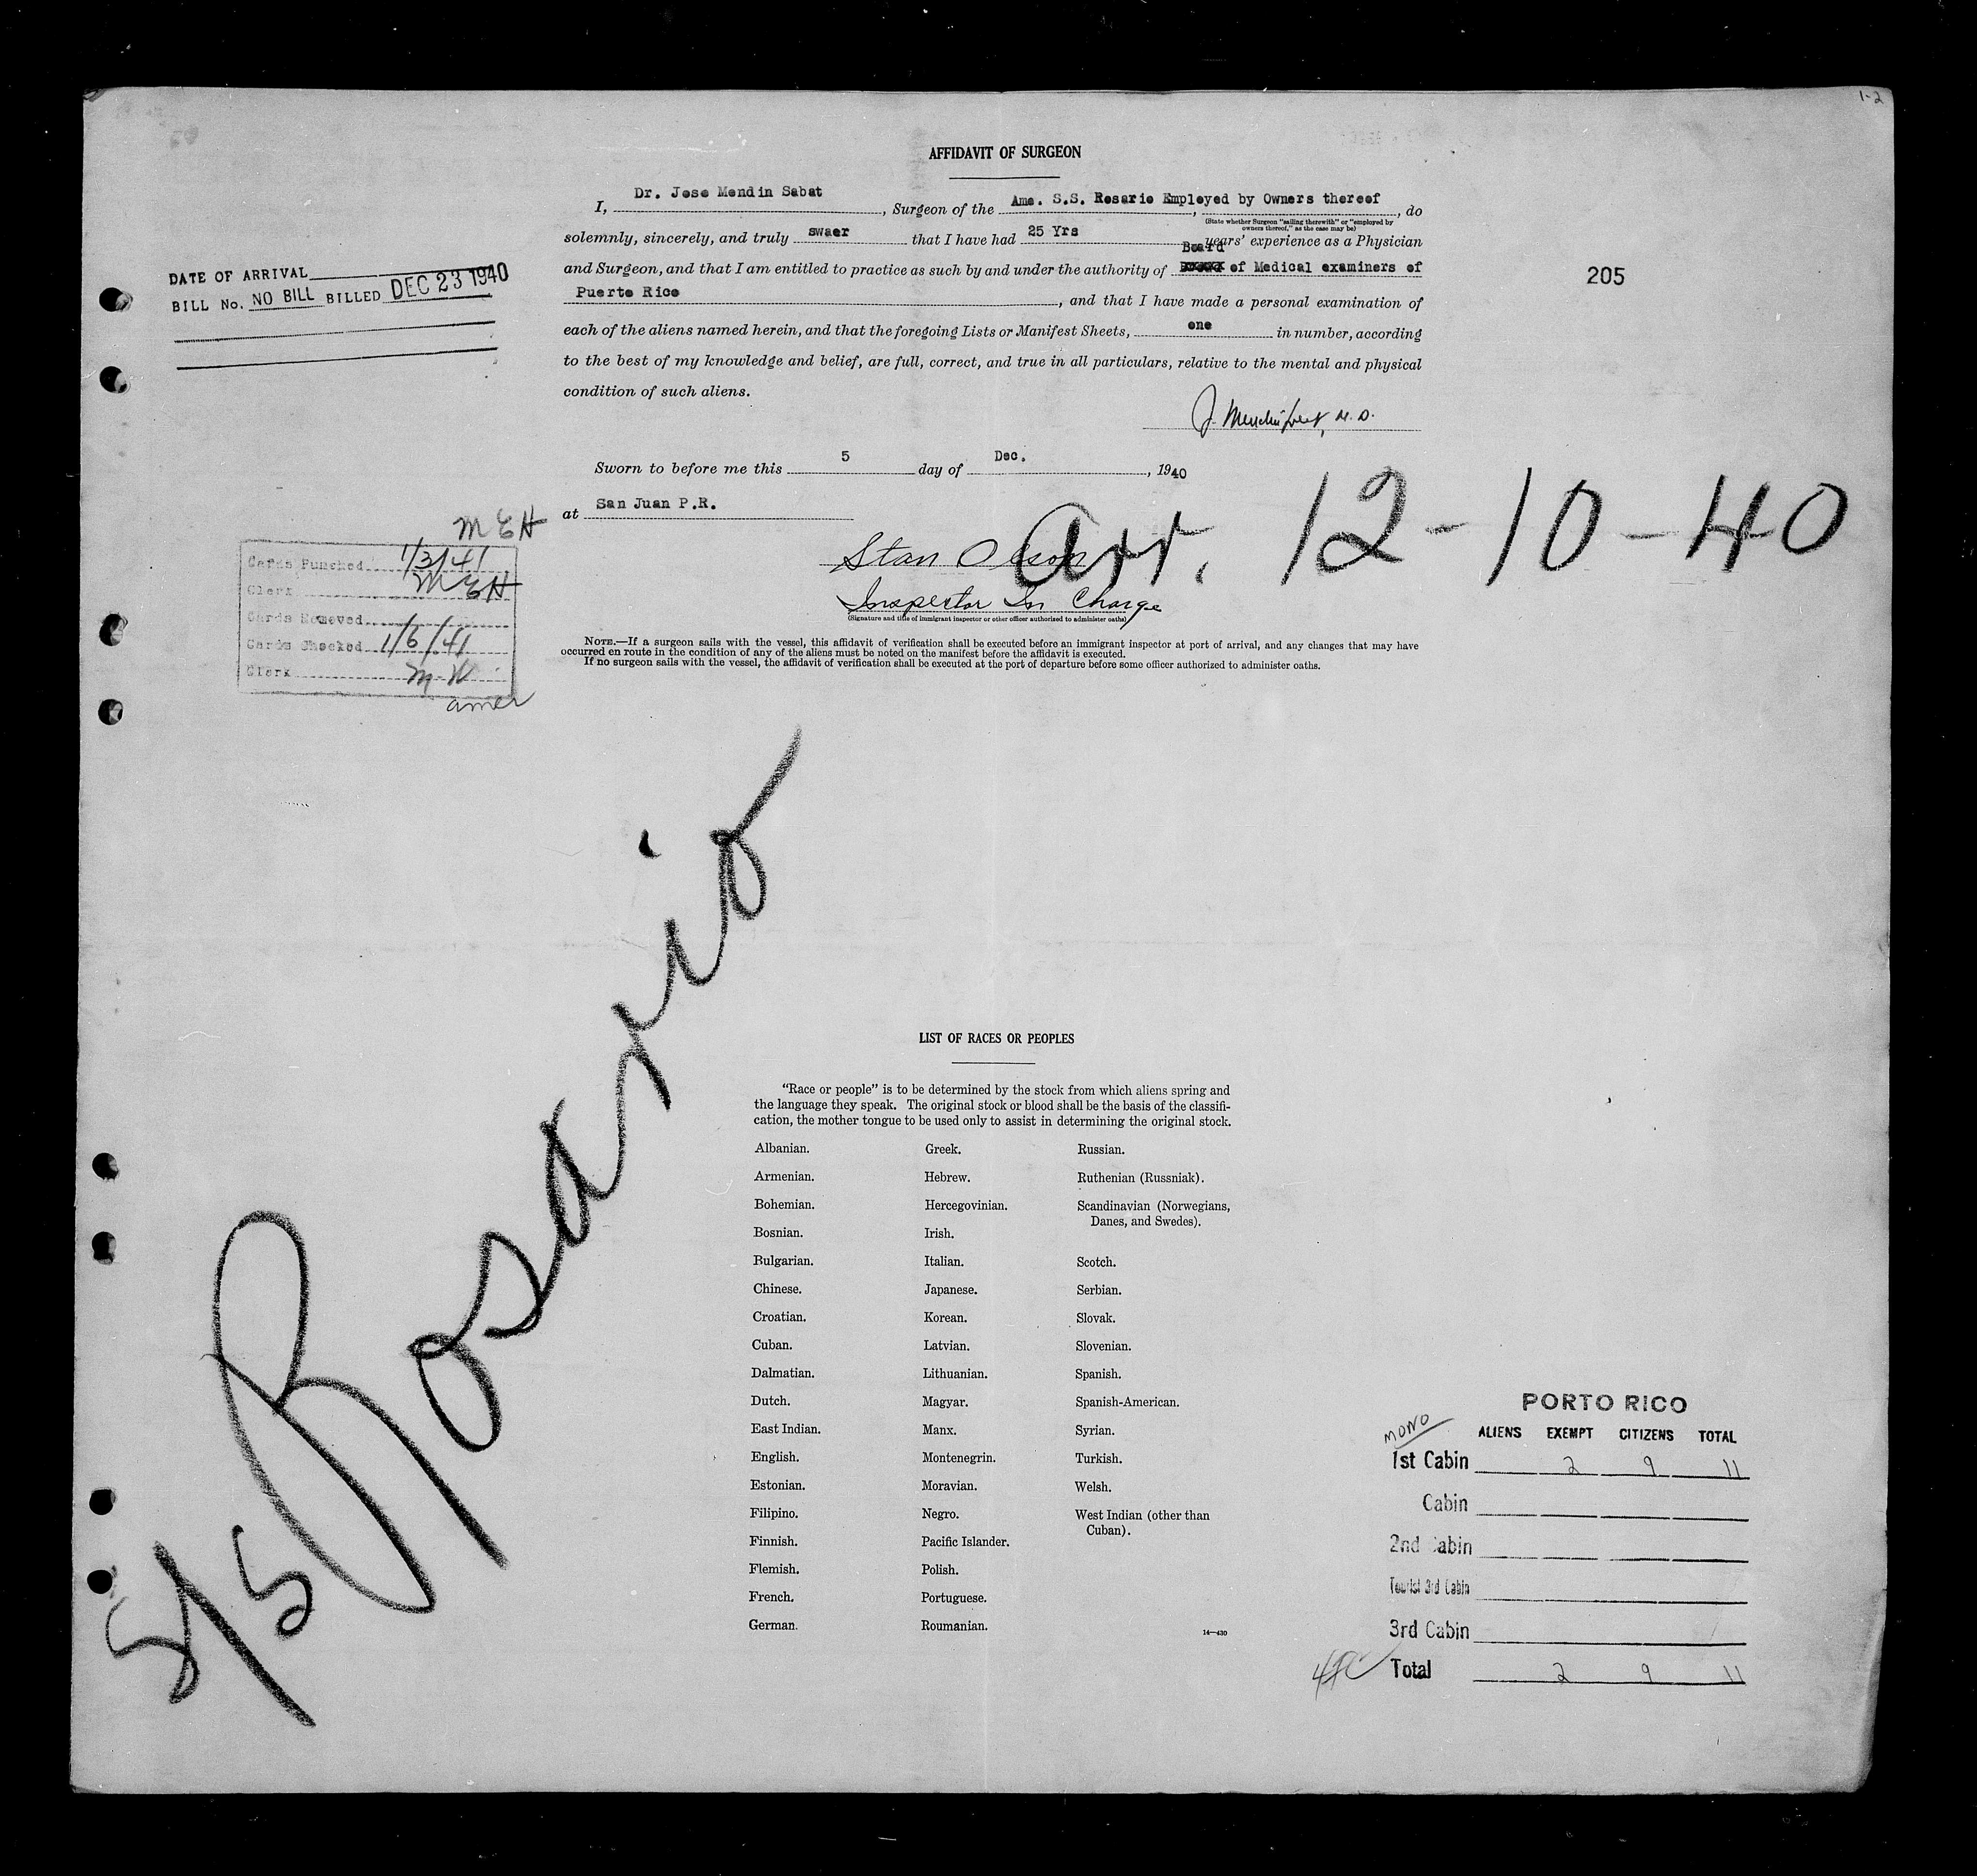 1-2
AFFIDAVIT OF SURGEON
I, Dr. Jose Mendin Sabat, Surgeon of the Ame. S.S. Rosario Employed by Owners thereof, do
(State whether Surgeon "sailing therewith" or "employed by owners thereof," as the case may be)
solemnly, sincerely, and truly swaer that I have had 25 Yrs years' experience as a Physician
and Surgeon, and that I am entitled to practice as such by and under the authority of Board of Medical examiners of
Puerto Rico, and that I have made a personal examination of
each of the aliens named herein, and that the foregoing Lists or Manifest Sheets, one in number, according
to the best of my knowledge and belief, are full, correct, and true in all particulars, relative to the mental and physical
condition of such aliens.
M. D.
Sworn to before me this 5 day of Dec., 1940
at San Juan P.R.
Stan Olson
Inspector In Charge
(Signature and title of immigrant inspector or other officer authorized to administer oaths)
NOTE.—If a surgeon sails with the vessel, this affidavit of verification shall be executed before an immigrant inspector at port of arrival, and any changes that may have
occurred en route in the condition of any of the aliens must be noted on the manifest before the affidavit is executed.
If no surgeon sails with the vessel, the affidavit of verification shall be executed at the port of departure before some officer authorized to administer oaths.
DATE OF ARRIVAL
BILL No. NO BILL BILLED DEC 23 1940
205
arr. 12-10-40
MEH
Cards Punched 1/3/41
Clerk MEH
Cards Removed
Cards Checked 1/6/41
Clerk
amer
S/S Rosario
LIST OF RACES OR PEOPLES
"Race or people" is to be determined by the stock from which aliens spring and
the language they speak. The original stock or blood shall be the basis of the classifi-
cation, the mother tongue to be used only to assist in determining the original stock.
Albanian.
Armenian.
Bohemian.
Bosnian.
Bulgarian.
Chinese.
Croatian.
Cuban.
Dalmatian.
Dutch.
East Indian.
English.
Estonian.
Filipino.
Finnish.
Flemish.
French.
German.
Greek.
Hebrew.
Hercegovinian.
Irish.
Italian.
Japanese.
Korean.
Latvian.
Lithuanian.
Magyar.
Manx.
Montenegrin.
Moravian.
Negro.
Pacific Islander.
Polish.
Portuguese.
Roumanian.
Russian.
Ruthenian (Russniak).
Scandinavian (Norwegians,
Danes, and Swedes).
Scotch.
Serbian.
Slovak.
Slovenian.
Spanish.
Spanish-American.
Syrian.
Turkish.
Welsh.
West Indian (other than
Cuban).
14—430
PORTO RICO
MONO
ALIENS EXEMPT CITIZENS TOTAL
1st Cabin 2 9 11
Cabin
2nd Cabin
Tourist 3rd Cabin
3rd Cabin
Total 2 9 11